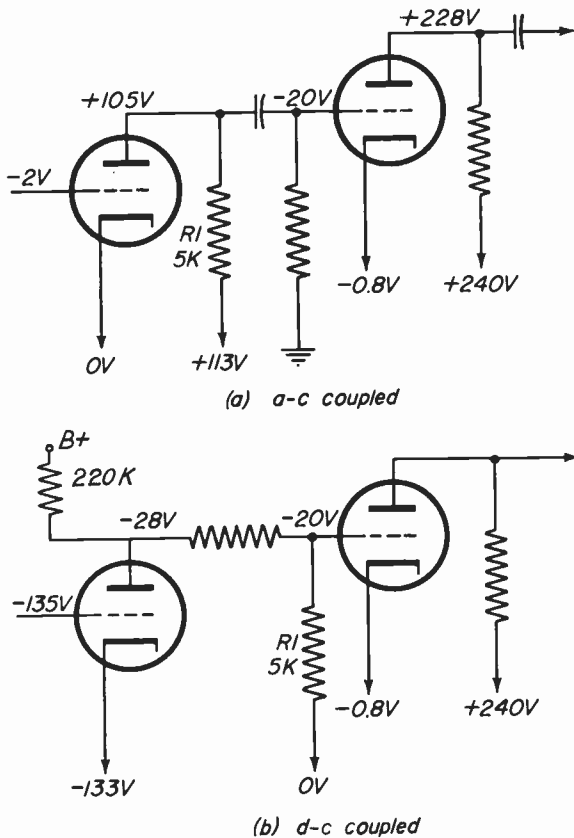 +228V
+105V
-20V
-2V
R1
5K
-0.8V
+240V
0V
+113V
(a) a-c coupled
B+
220K
-28V
-20V
-135V
R1
5K
-0.8V
+240V
-133V
0V
(b) d-c coupled